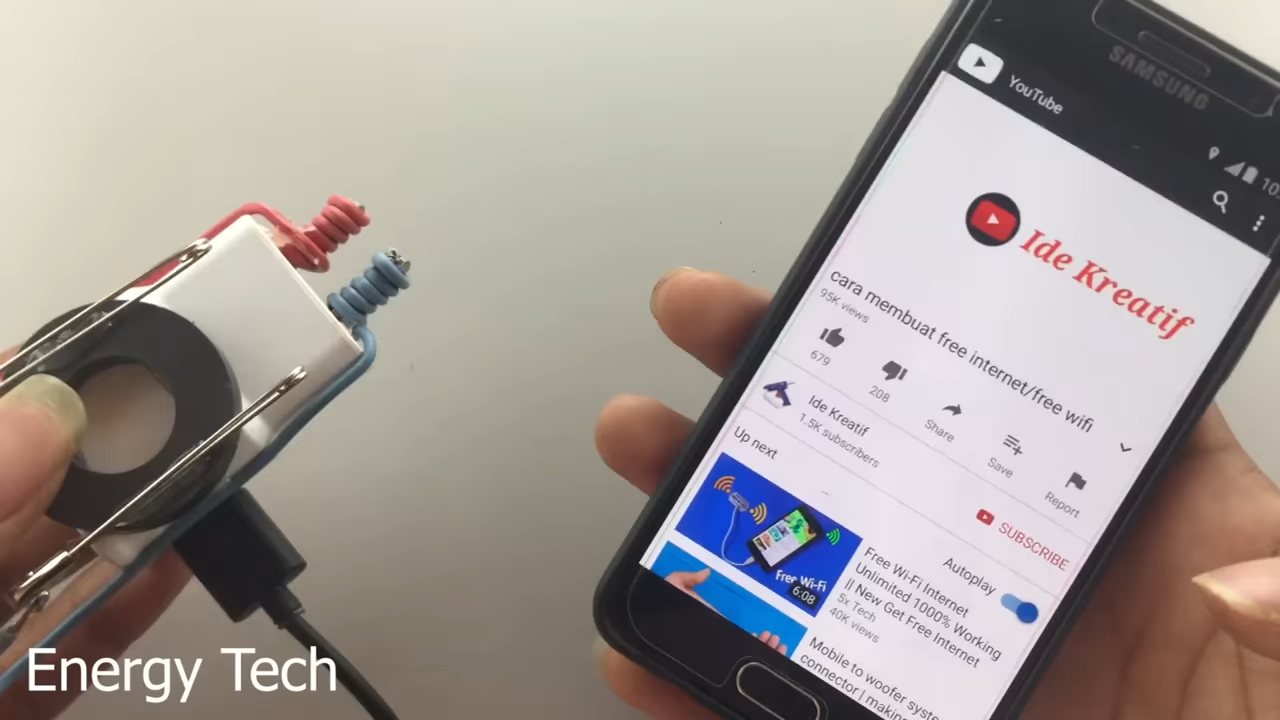 SAMSUNG
YouTube
10
Ide Kreatif
cara membuat free internet/free wifi
95K views
679
208
Share
Save
Report
Ide Kreatif
1.5K subscribers
SUBSCRIBE
Up next
Autoplay
Free Wi-Fi
6:08
Free Wi-Fi Internet
Unlimited 1000% Working
|| New Get Free Internet
5x Tech
40K views
Mobile to woofer syste
connector | making
Energy Tech